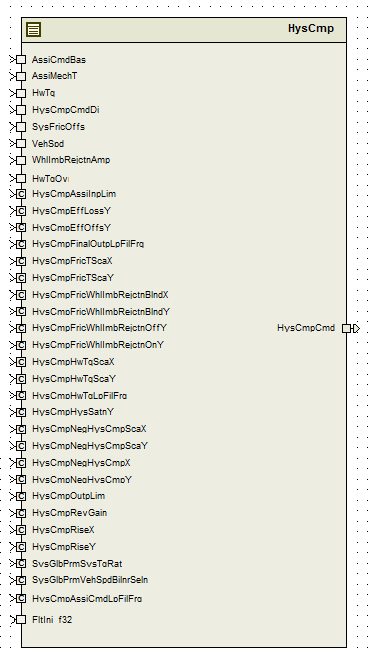 HysCmp
AssiCmdBas
AssiMechT
HwTq
HysCmpCmdDi
SysFricOffs
VehSpd
WhlImbRejctnAmp
HwTqOv
C HysCmpAssiInpLim
C HysCmpEffLossY
C HysCmpEffOffsY
C HysCmpFinalOutpLpFilFrq
C HysCmpFricTScaX
C HysCmpFricTScaY
C HysCmpFricWhlImbRejctnBlndX
C HysCmpFricWhlImbRejctnBlndY
C HysCmpFricWhlImbRejctnOffY
HysCmpCmd
C HysCmpFricWhlImbRejctnOnY
C HysCmpHwTqScaX
C HysCmpHwTqScaY
C HysCmpHwTqLpFilFrq
C HysCmpHysSatnY
C HysCmpNegHysCmpScaX
C HysCmpNegHysCmpScaY
C HysCmpNegHysCmpX
C HysCmpNegHysCmpY
C HysCmpOutpLim
C HysCmpRevGain
C HysCmpRiseX
C HysCmpRiseY
C SysGlbPrmSysTqRat
C SysGlbPrmVehSpdBilnrSeln
C HysCmpAssiCmdLpFilFrq
FltInj_f32